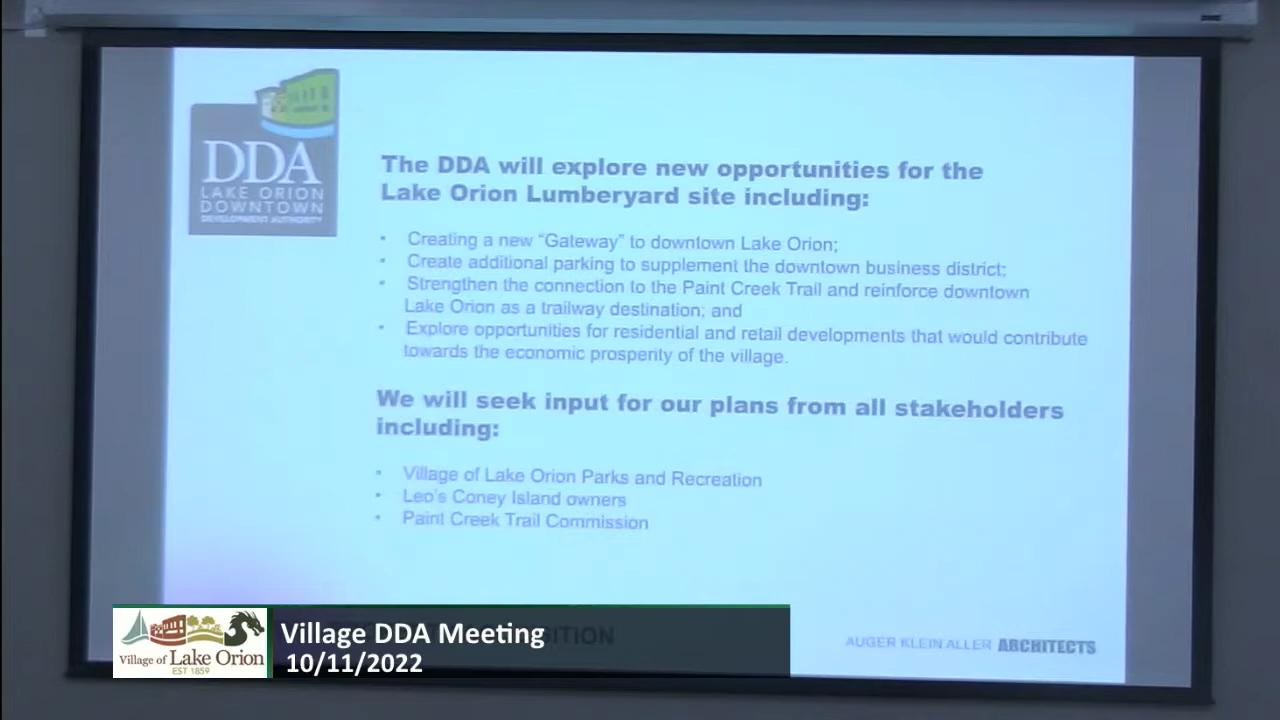 DDA
LAKE ORION
DOWNTOWN
DEVELOPMENT AUTHORITY
The DDA will explore new opportunities for the
Lake Orion Lumberyard site including:
• Creating a new “Gateway” to downtown Lake Orion;
• Create additional parking to supplement the downtown business district;
• Strengthen the connection to the Paint Creek Trail and reinforce downtown
Lake Orion as a trailway destination; and
• Explore opportunities for residential and retail developments that would contribute
towards the economic prosperity of the village.
We will seek input for our plans from all stakeholders
including:
• Village of Lake Orion Parks and Recreation
• Leo's Coney Island owners
• Paint Creek Trail Commission
AUGER KLEIN ALLER ARCHITECTS
Village of Lake Orion
EST 1859
Village DDA Meeting
10/11/2022